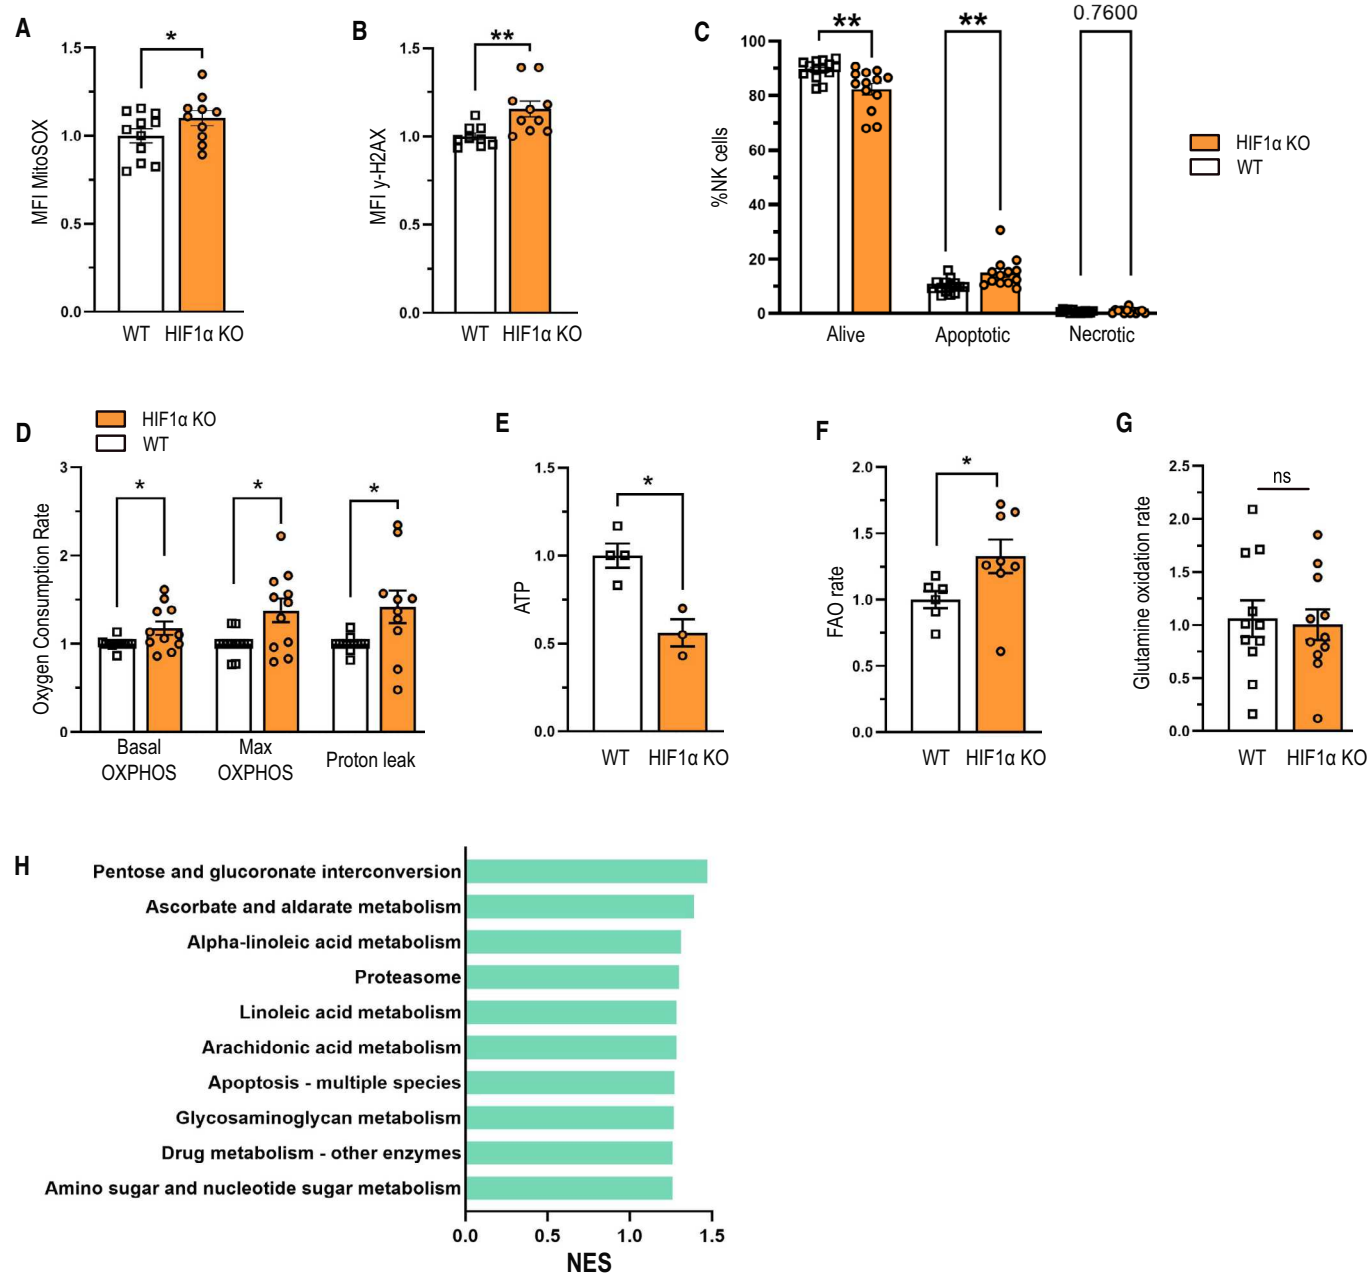 A
MFI MitoSOX
1.5
1.0
0.5
0.0
*
WT
HIF1α KO
B
MFI y-H2AX
1.5
1.0
0.5
0.0
**
WT
HIF1α KO
C
%NK cells
100
80
60
40
20
0
**
**
0.7600
Alive
Apoptotic
Necrotic
HIF1α KO
WT
D
HIF1α KO
WT
Oxygen Consumption Rate
3
2
1
0
*
*
*
Basal
OXPHOS
Max
OXPHOS
Proton leak
E
ATP
1.5
1.0
0.5
0.0
*
WT
HIF1α KO
F
FAO rate
2.0
1.5
1.0
0.5
0.0
*
WT
HIF1α KO
G
Glutamine oxidation rate
2.5
2.0
1.5
1.0
0.5
0.0
ns
WT
HIF1α KO
H
Pentose and glucoronate interconversion
Ascorbate and aldarate metabolism
Alpha-linoleic acid metabolism
Proteasome
Linoleic acid metabolism
Arachidonic acid metabolism
Apoptosis - multiple species
Glycosaminoglycan metabolism
Drug metabolism - other enzymes
Amino sugar and nucleotide sugar metabolism
0.0
0.5
1.0
1.5
NES